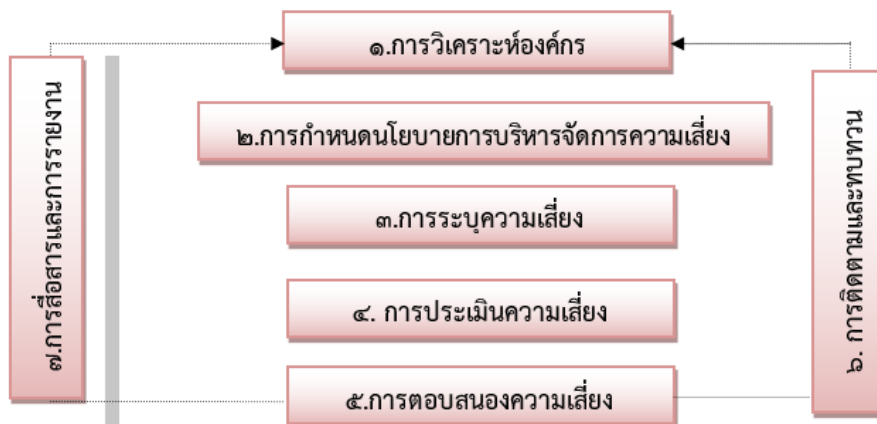 ๑.การวิเคราะห์องค์กร
๒.การกำหนดนโยบายการบริหารจัดการความเสี่ยง
๓.การระบุความเสี่ยง
๔. การประเมินความเสี่ยง
๕.การตอบสนองความเสี่ยง
๖. การติดตามและทบทวน
๗.การสื่อสารและการรายงาน